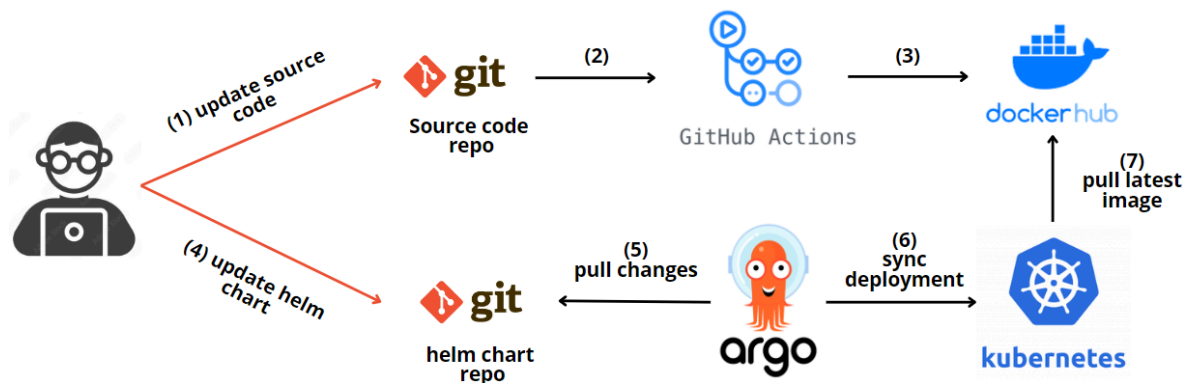 (1) update source
code
git
Source code
repo
(2)
GitHub Actions
(3)
docker hub
(4) update helm
chart
git
helm chart
repo
(5)
pull changes
argo
(6)
sync
deployment
kubernetes
(7)
pull latest
image